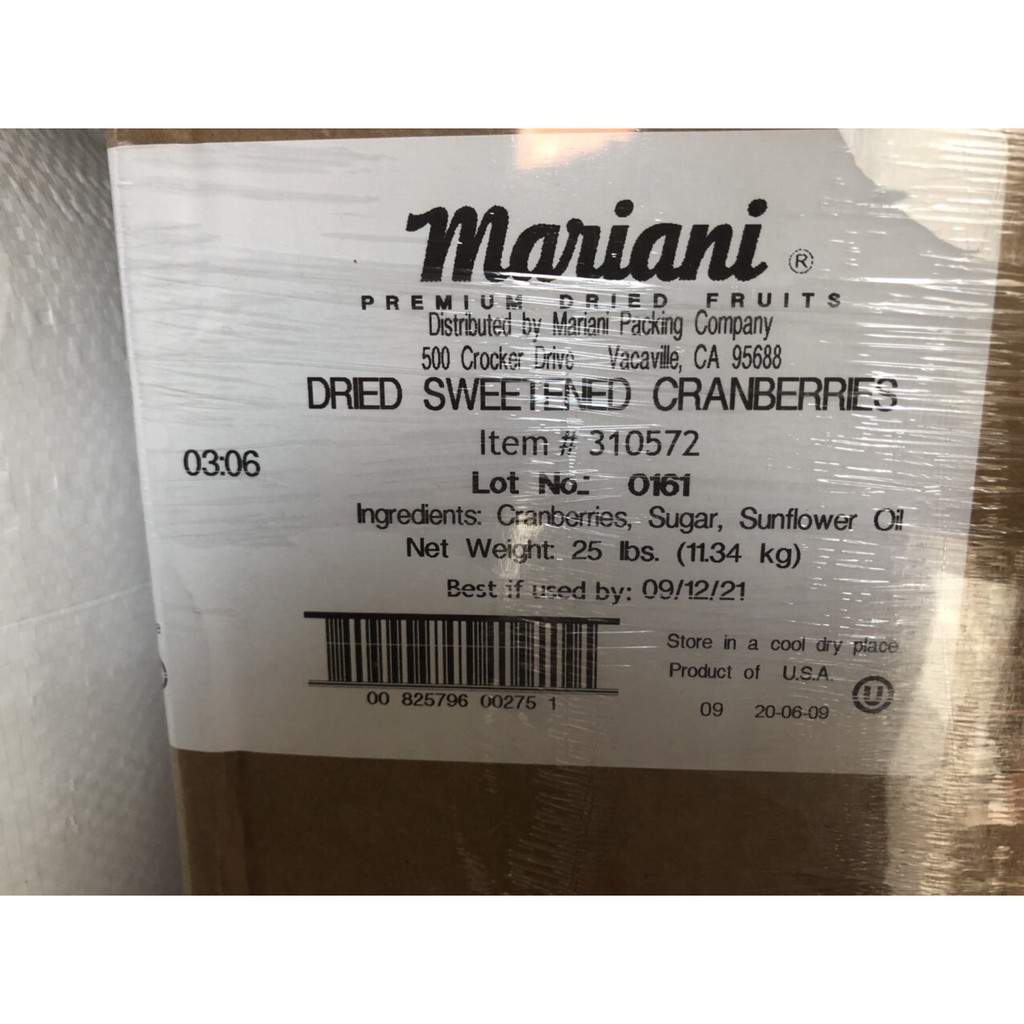 Mariani ®
PREMIUM DRIED FRUITS
Distributed by Mariani Packing Company
500 Crocker Drive Vacaville, CA 95688
DRIED SWEETENED CRANBERRIES
Item # 310572
03:06
Lot No.: 0161
Ingredients: Cranberries, Sugar, Sunflower Oil
Net Weight: 25 lbs. (11.34 kg)
Best if used by: 09/12/21
Store in a cool dry place
Product of U.S.A.
U
00 825796 00275 1
09 20-06-09